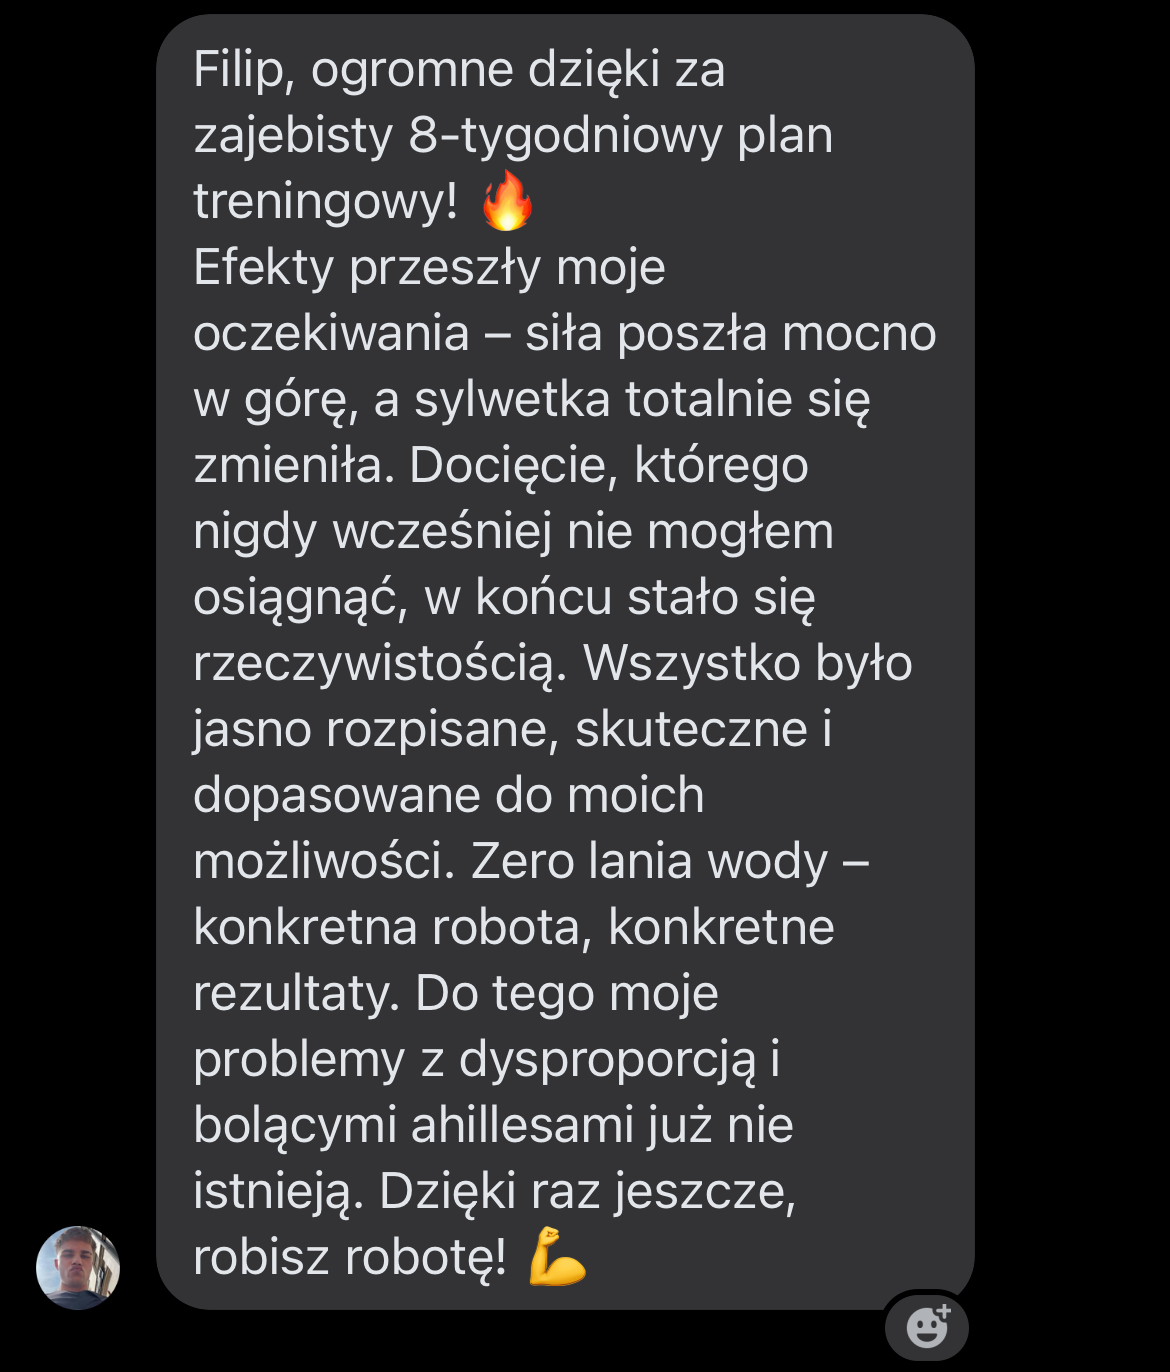 Filip, ogromne dzięki za
zajebisty 8-tygodniowy plan
treningowy! 🔥
Efekty przeszły moje
oczekiwania – siła poszła mocno
w górę, a sylwetka totalnie się
zmieniła. Docięcie, którego
nigdy wcześniej nie mogłem
osiągnąć, w końcu stało się
rzeczywistością. Wszystko było
jasno rozpisane, skuteczne i
dopasowane do moich
możliwości. Zero lania wody –
konkretna robota, konkretne
rezultaty. Do tego moje
problemy z dysproporcją i
bolącymi ahillesami już nie
istnieją. Dzięki raz jeszcze,
robisz robotę! 💪